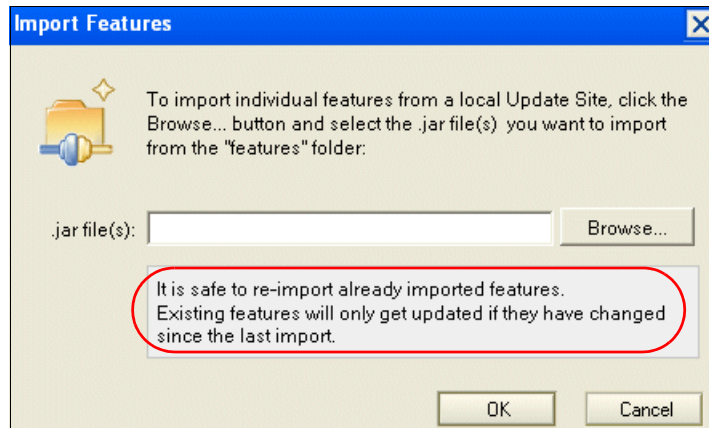 Import Features
To import individual features from a local Update Site, click the
Browse... button and select the .jar file(s) you want to import
from the "features" folder:
.jar file(s):
Browse...
It is safe to re-import already imported features.
Existing features will only get updated if they have changed
since the last import.
OK
Cancel